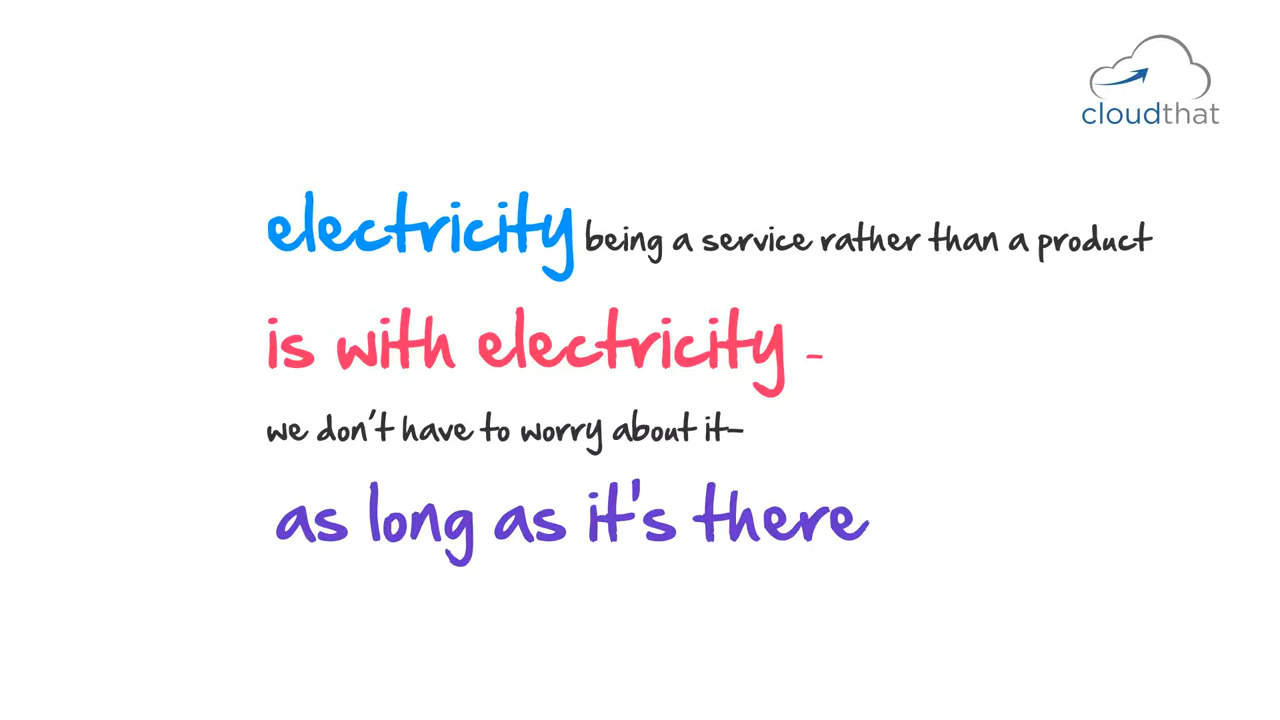 cloudthat
electricity being a service rather than a product
is with electricity -
we don't have to worry about it-
as long as it's there